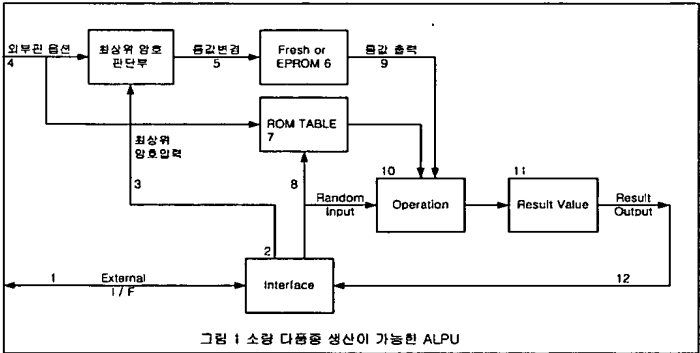 외부핀 옵션
4
최상위 암호
판단부
롬값변경
5
Fresh or
EPROM 6
롬값 출력
9
ROM TABLE
7
최상위
암호입력
3
8
Random
Input
10
Operation
11
Result Value
Result
Output
2
Interface
1
External
I / F
12
그림 1 소량 다품종 생산이 가능한 ALPU